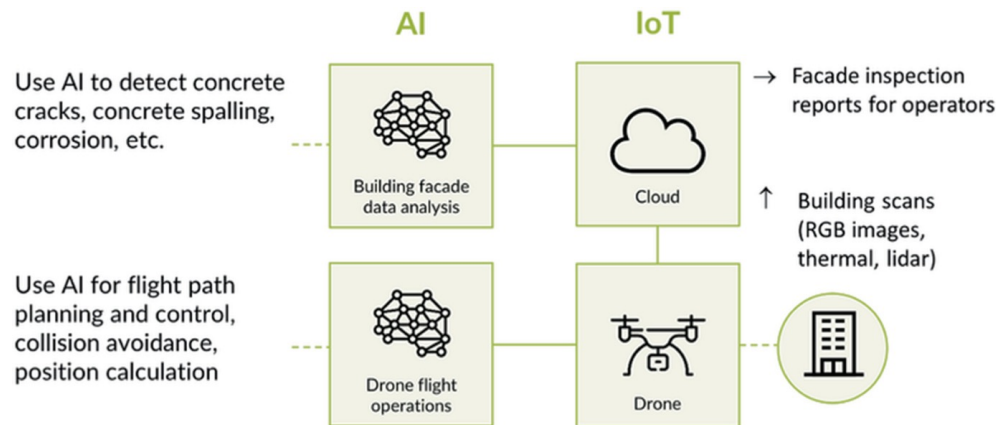 AI
IoT
Use AI to detect concrete
cracks, concrete spalling,
corrosion, etc.
Building facade
data analysis
Cloud
→ Facade inspection
reports for operators
↑ Building scans
(RGB images,
thermal, lidar)
Use AI for flight path
planning and control,
collision avoidance,
position calculation
Drone flight
operations
Drone